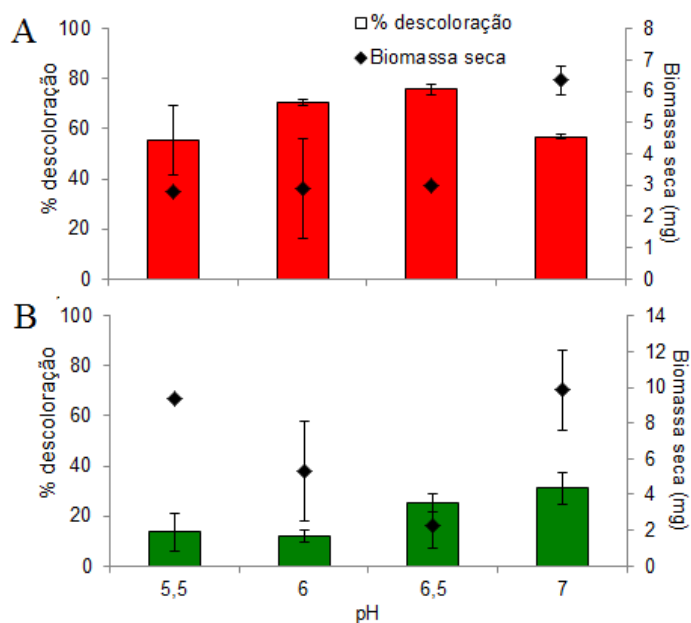 A
% descoloração
Biomassa seca
% descoloração
100
80
60
40
20
0
8
7
6
5
4
3
2
1
0
Biomassa seca (mg)
B
% descoloração
100
80
60
40
20
0
14
12
10
8
6
4
2
0
Biomassa seca (mg)
5,5 6 6,5 7
pH